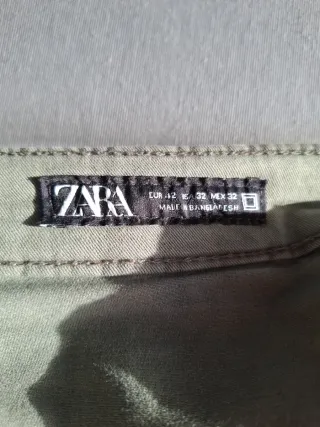 ZARA
EUR 42 USA 32 MEX 32
MADE IN BANGLADESH